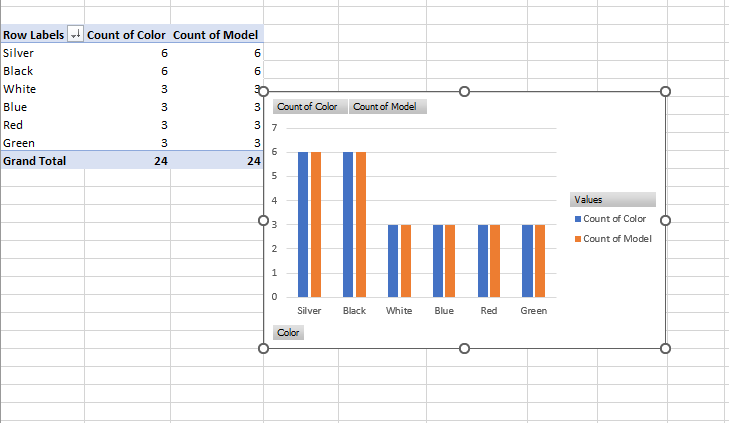 Row Labels Count of Color Count of Model
Silver 6 6
Black 6 6
White 3 3
Blue 3 3
Red 3 3
Green 3 3
Grand Total 24 24
Count of Color Count of Model
7
6
5
4
3
2
1
0
Silver Black White Blue Red Green
Color
Values
Count of Color
Count of Model